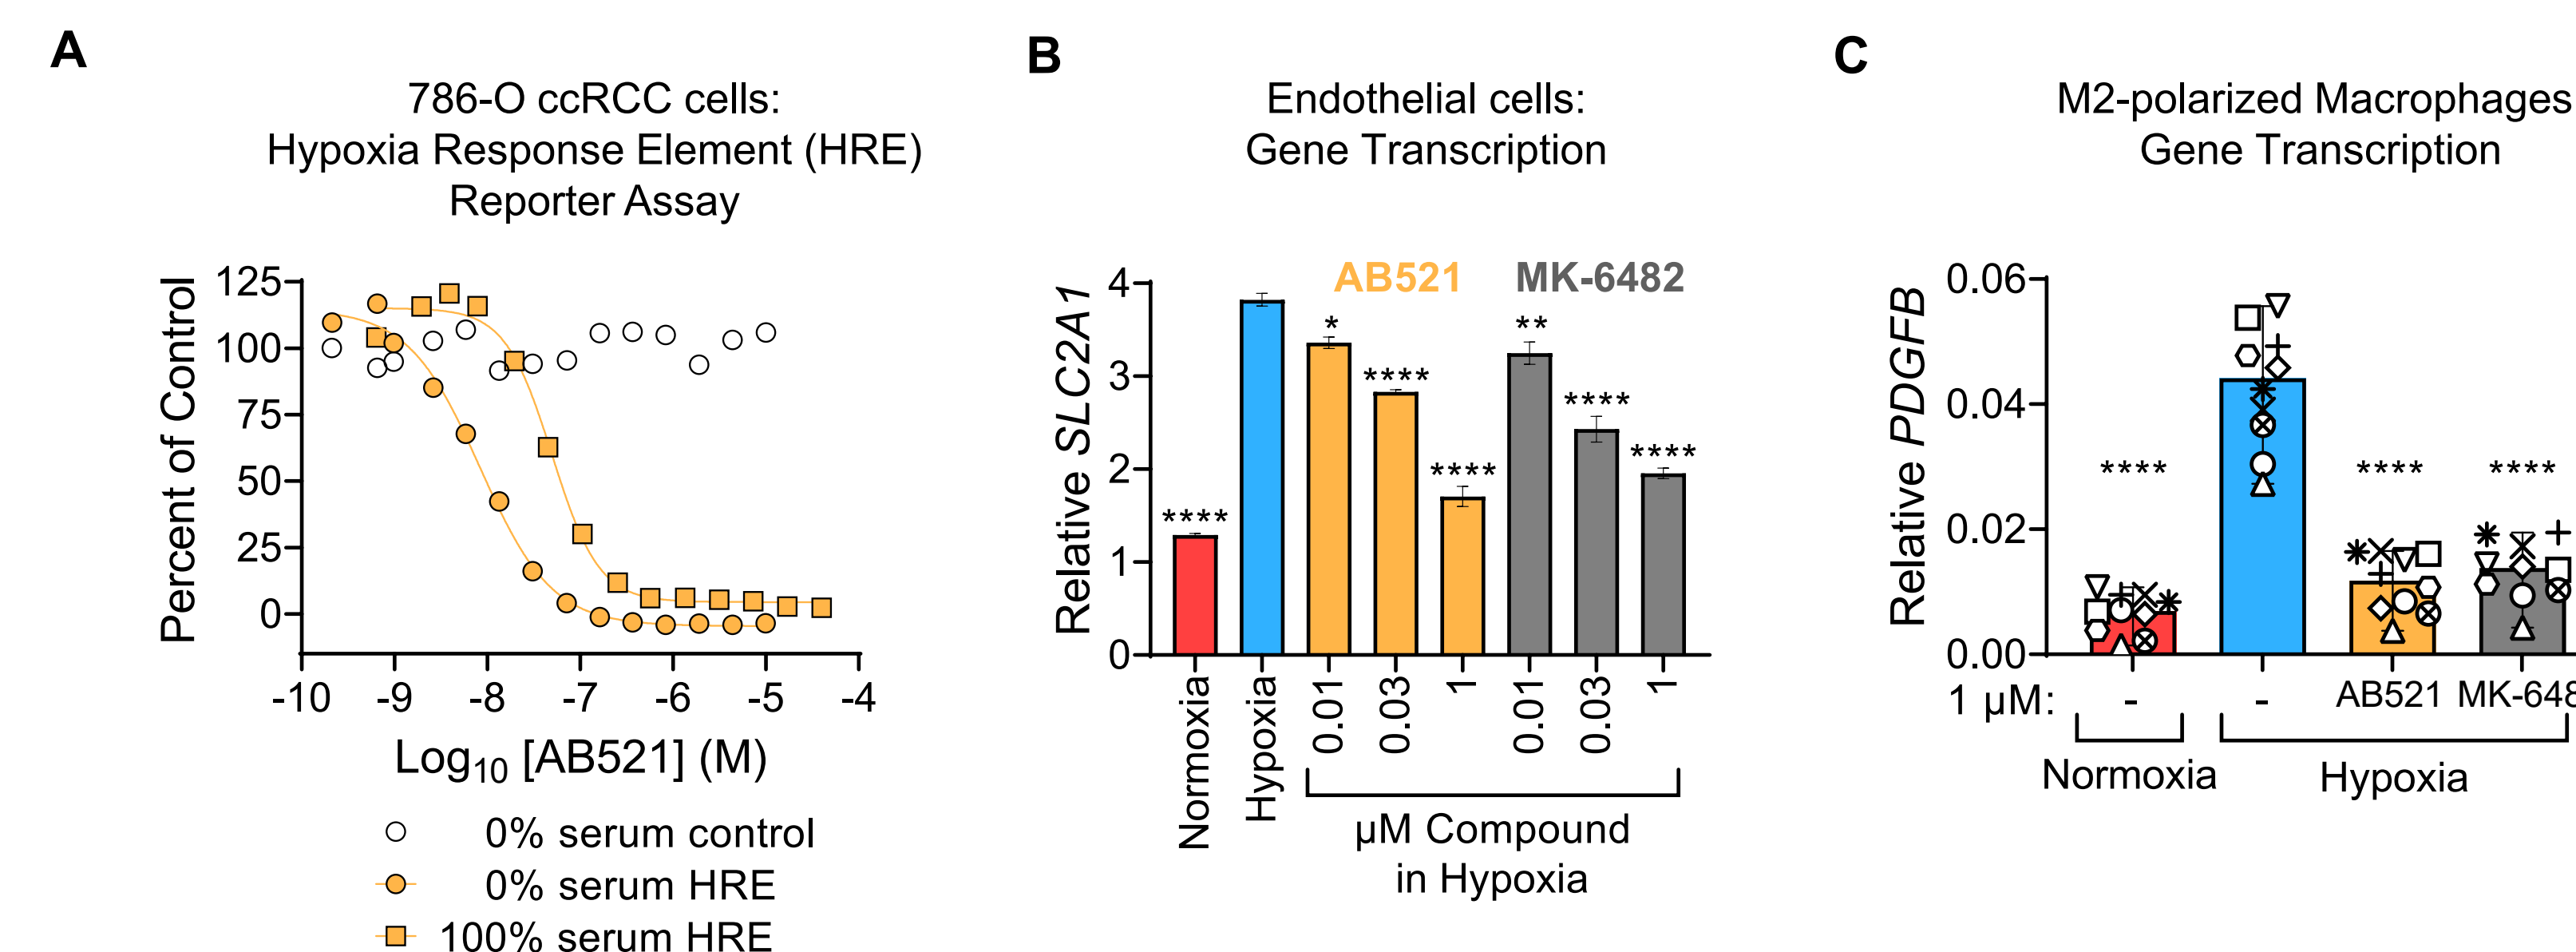 A
786-O ccRCC cells:
Hypoxia Response Element (HRE)
Reporter Assay
Percent of Control
125
100
75
50
25
0
-10 -9 -8 -7 -6 -5 -4
Log10 [AB521] (M)
0% serum control
0% serum HRE
100% serum HRE
B
Endothelial cells:
Gene Transcription
AB521 MK-6482
Relative SLC2A1
4
3
2
1
0
**** * **** **** ** **** ****
Normoxia
Hypoxia
0.01
0.03
1
0.01
0.03
1
µM Compound
in Hypoxia
C
M2-polarized Macrophages
Gene Transcription
Relative PDGFB
0.06
0.04
0.02
0.00
**** **** ****
1 µM: - - AB521 MK-648
Normoxia Hypoxia